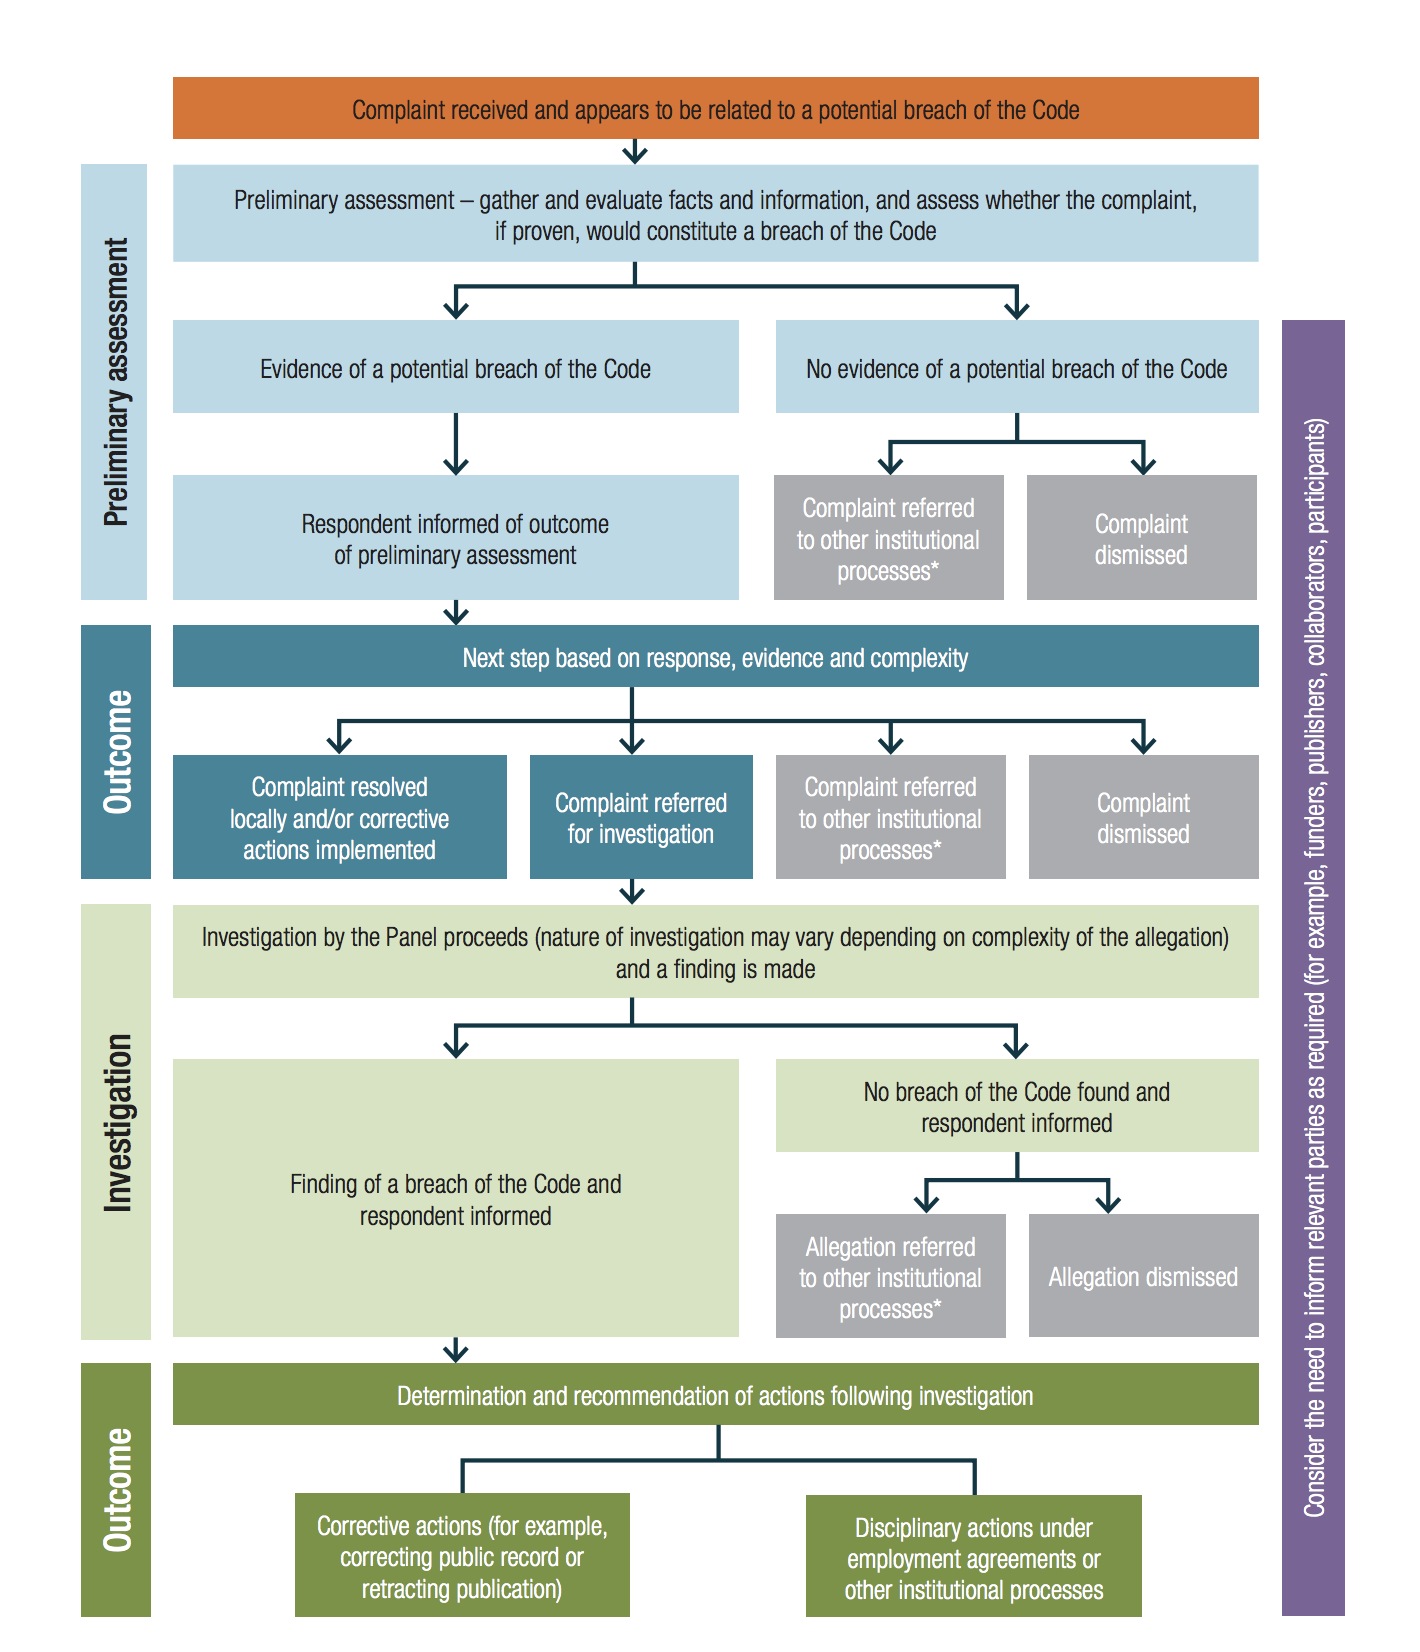 Complaint received and appears to be related to a potential breach of the Code
Preliminary assessment
Preliminary assessment – gather and evaluate facts and information, and assess whether the complaint,
if proven, would constitute a breach of the Code
Evidence of a potential breach of the Code
No evidence of a potential breach of the Code
Respondent informed of outcome
of preliminary assessment
Complaint referred
to other institutional
processes*
Complaint
dismissed
Outcome
Next step based on response, evidence and complexity
Complaint resolved
locally and/or corrective
actions implemented
Complaint referred
for investigation
Complaint referred
to other institutional
processes*
Complaint
dismissed
Investigation
Investigation by the Panel proceeds (nature of investigation may vary depending on complexity of the allegation)
and a finding is made
Finding of a breach of the Code and
respondent informed
No breach of the Code found and
respondent informed
Allegation referred
to other institutional
processes*
Allegation dismissed
Outcome
Determination and recommendation of actions following investigation
Corrective actions (for example,
correcting public record or
retracting publication)
Disciplinary actions under
employment agreements or
other institutional processes
Consider the need to inform relevant parties as required (for example, funders, publishers, collaborators, participants)